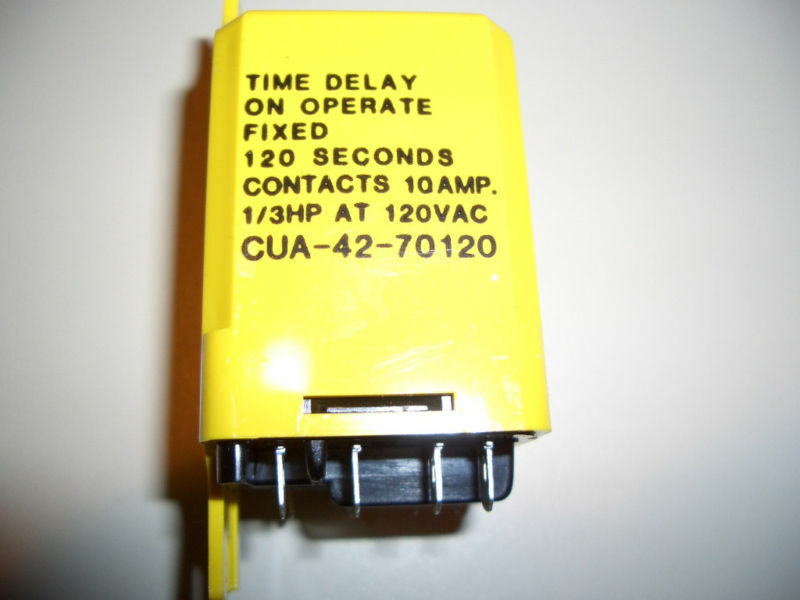 TIME DELAY
ON OPERATE
FIXED
120 SECONDS
CONTACTS 10AMP.
1/3HP AT 120VAC
CUA-42-70120